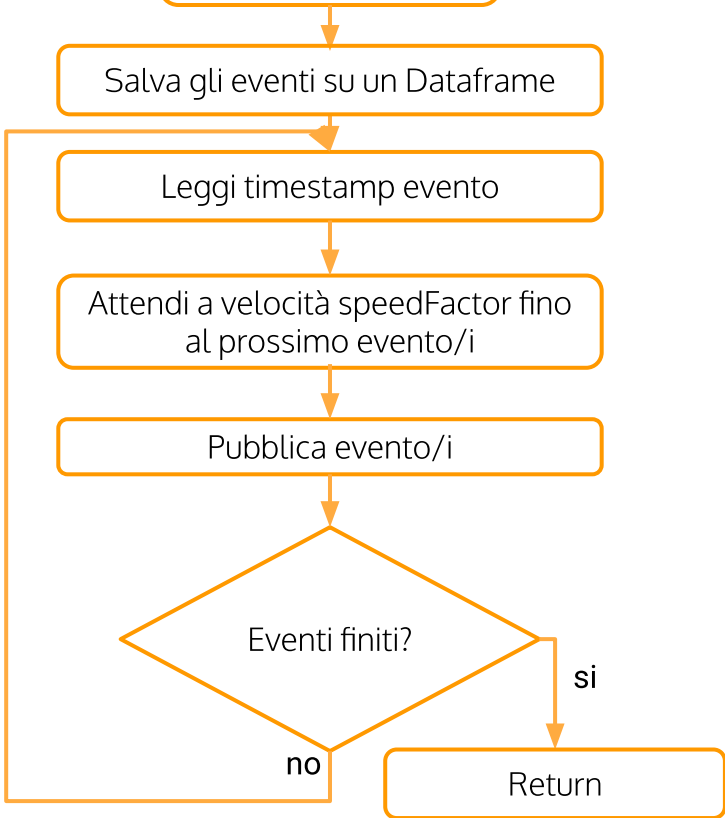 Salva gli eventi su un Dataframe
Leggi timestamp evento
Attendi a velocità speedFactor fino
al prossimo evento/i
Pubblica evento/i
Eventi finiti?
si
no
Return